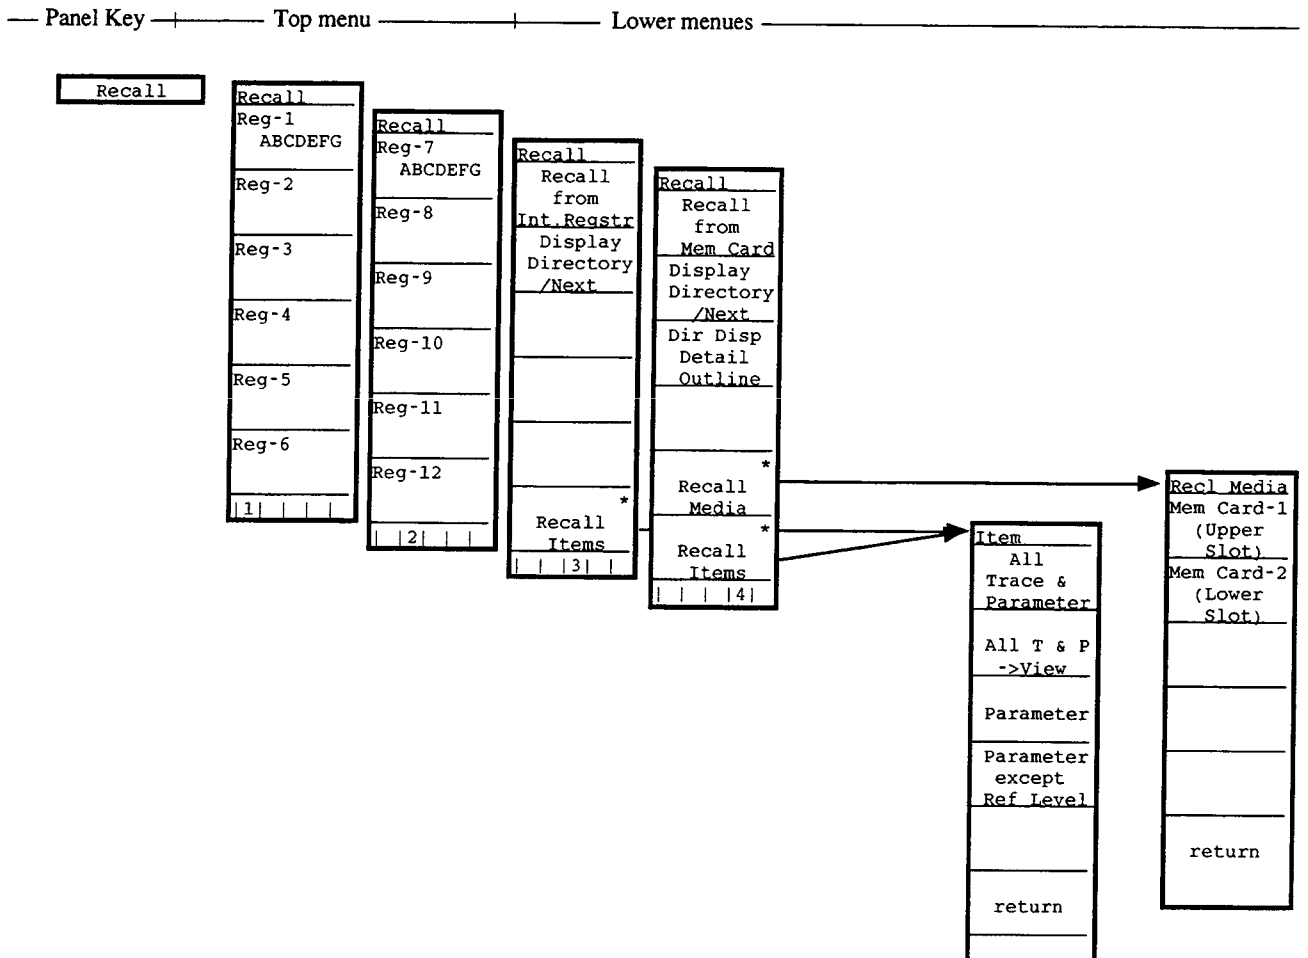 Panel Key Top menu Lower menues
Recall
Recall
Reg-1
ABCDEFG
Reg-2
Reg-3
Reg-4
Reg-5
Reg-6
|1| | | |
Recall
Reg-7
ABCDEFG
Reg-8
Reg-9
Reg-10
Reg-11
Reg-12
| |2| | |
Recall
Recall
from
Int.Regstr
Display
Directory
/Next
*
Recall
Items
| | |3| |
Recall
Recall
from
Mem Card
Display
Directory
/Next
Dir Disp
Detail
Outline
*
Recall
Media
*
Recall
Items
| | | |4|
Item
All
Trace &
Parameter
All T & P
->View
Parameter
Parameter
except
Ref Level
return
Recl Media
Mem Card-1
(Upper
Slot)
Mem Card-2
(Lower
Slot)
return